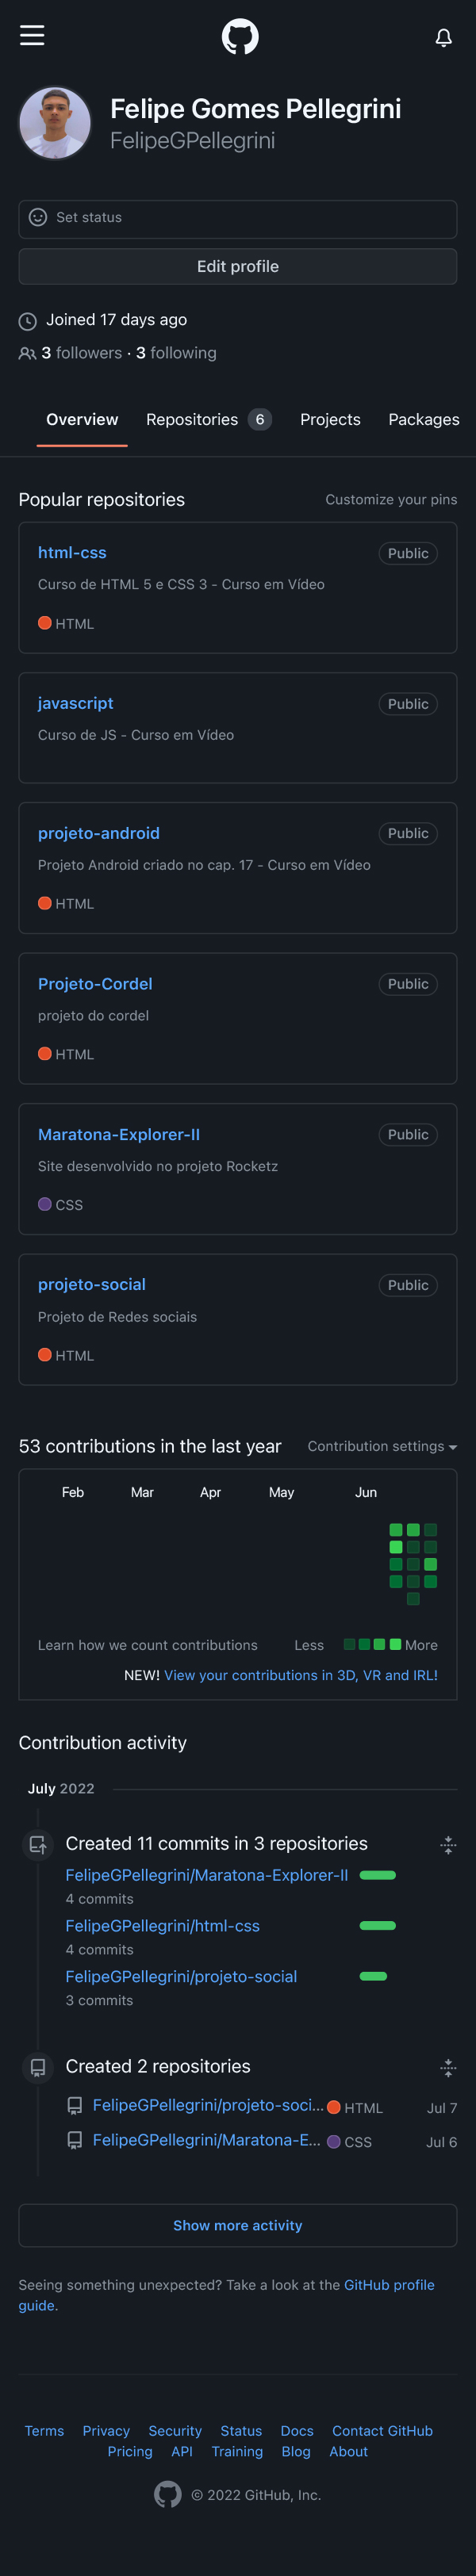 Felipe Gomes Pellegrini
FelipeGPellegrini
Set status
Edit profile
Joined 17 days ago
3 followers · 3 following
Overview Repositories 6 Projects Packages
Popular repositories Customize your pins
html-css Public
Curso de HTML 5 e CSS 3 - Curso em Vídeo
HTML
javascript Public
Curso de JS - Curso em Vídeo
projeto-android Public
Projeto Android criado no cap. 17 - Curso em Vídeo
HTML
Projeto-Cordel Public
projeto do cordel
HTML
Maratona-Explorer-II Public
Site desenvolvido no projeto Rocketz
CSS
projeto-social Public
Projeto de Redes sociais
HTML
53 contributions in the last year Contribution settings
Feb Mar Apr May Jun
Learn how we count contributions Less More
NEW! View your contributions in 3D, VR and IRL!
Contribution activity
July 2022
Created 11 commits in 3 repositories
FelipeGPellegrini/Maratona-Explorer-II
4 commits
FelipeGPellegrini/html-css
4 commits
FelipeGPellegrini/projeto-social
3 commits
Created 2 repositories
FelipeGPellegrini/projeto-soci... HTML Jul 7
FelipeGPellegrini/Maratona-E... CSS Jul 6
Show more activity
Seeing something unexpected? Take a look at the GitHub profile
guide.
Terms Privacy Security Status Docs Contact GitHub
Pricing API Training Blog About
© 2022 GitHub, Inc.